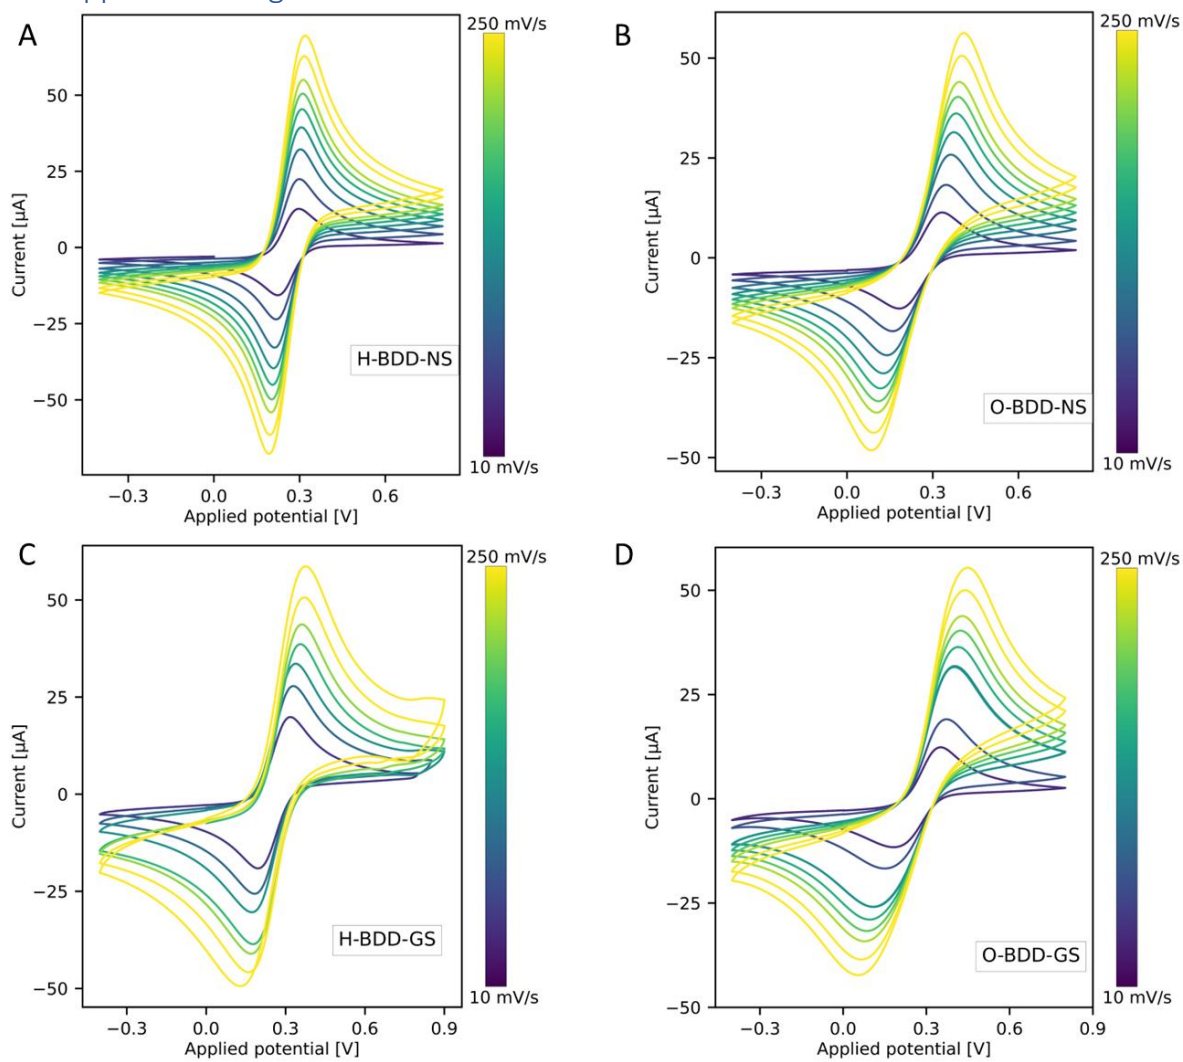 A
250 mV/s
50
25
0
−25
−50
Current [µA]
H-BDD-NS
10 mV/s
−0.3 0.0 0.3 0.6
Applied potential [V]
B
250 mV/s
50
25
0
−25
−50
Current [µA]
O-BDD-NS
10 mV/s
−0.3 0.0 0.3 0.6
Applied potential [V]
C
250 mV/s
50
25
0
−25
−50
Current [µA]
H-BDD-GS
10 mV/s
−0.3 0.0 0.3 0.6 0.9
Applied potential [V]
D
250 mV/s
50
25
0
−25
−50
Current [µA]
O-BDD-GS
10 mV/s
−0.3 0.0 0.3 0.6 0.9
Applied potential [V]